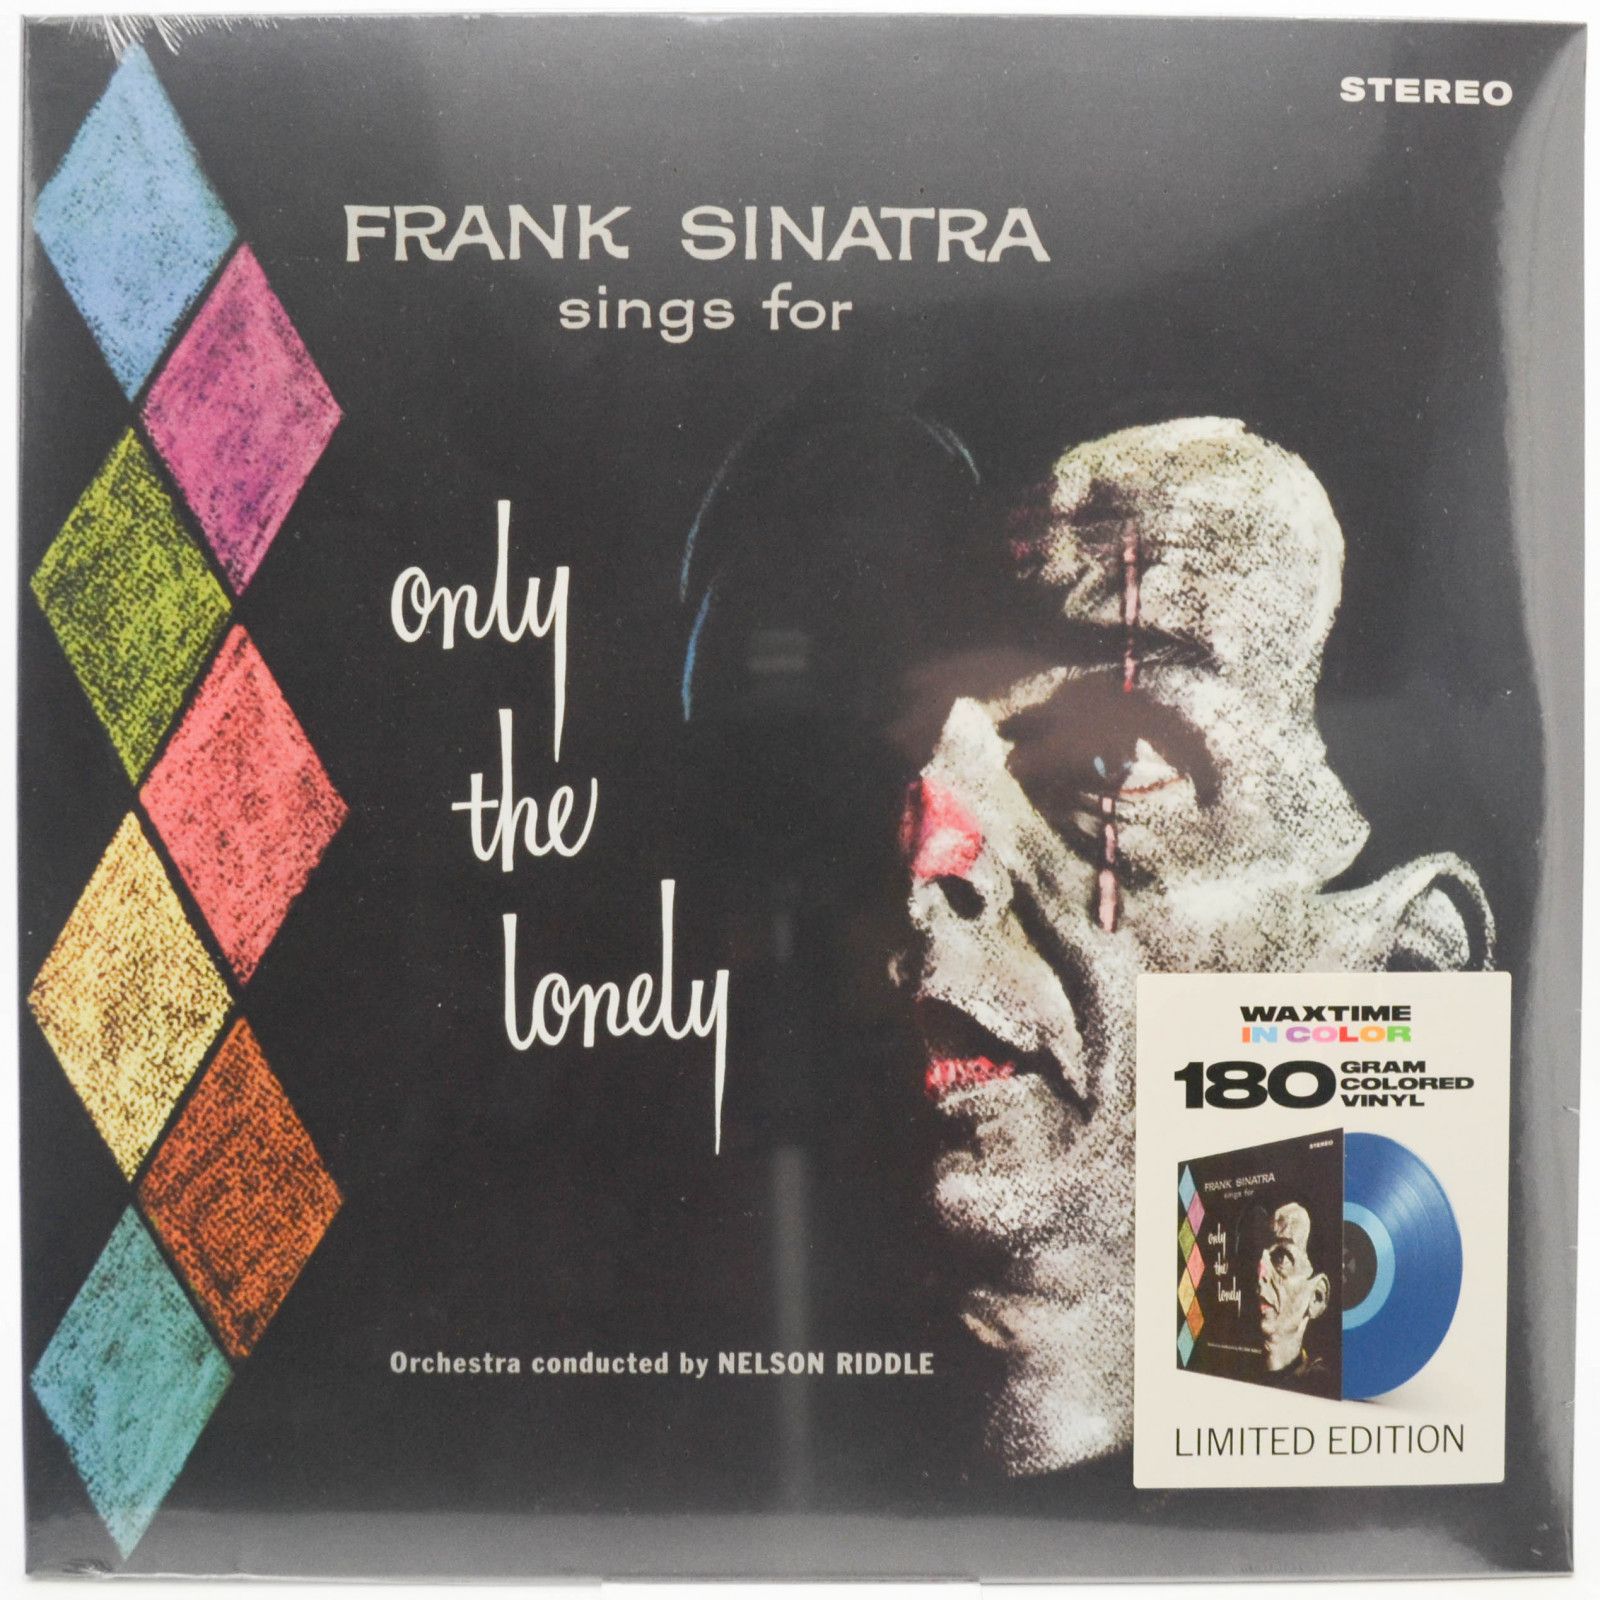 STEREO
FRANK SINATRA
sings for
only
the
lonely
Orchestra conducted by NELSON RIDDLE
WAXTIME
IN COLOR
180 GRAM
COLORED
VINYL
STEREO
FRANK SINATRA
sings for
only
the
lonely
LIMITED EDITION